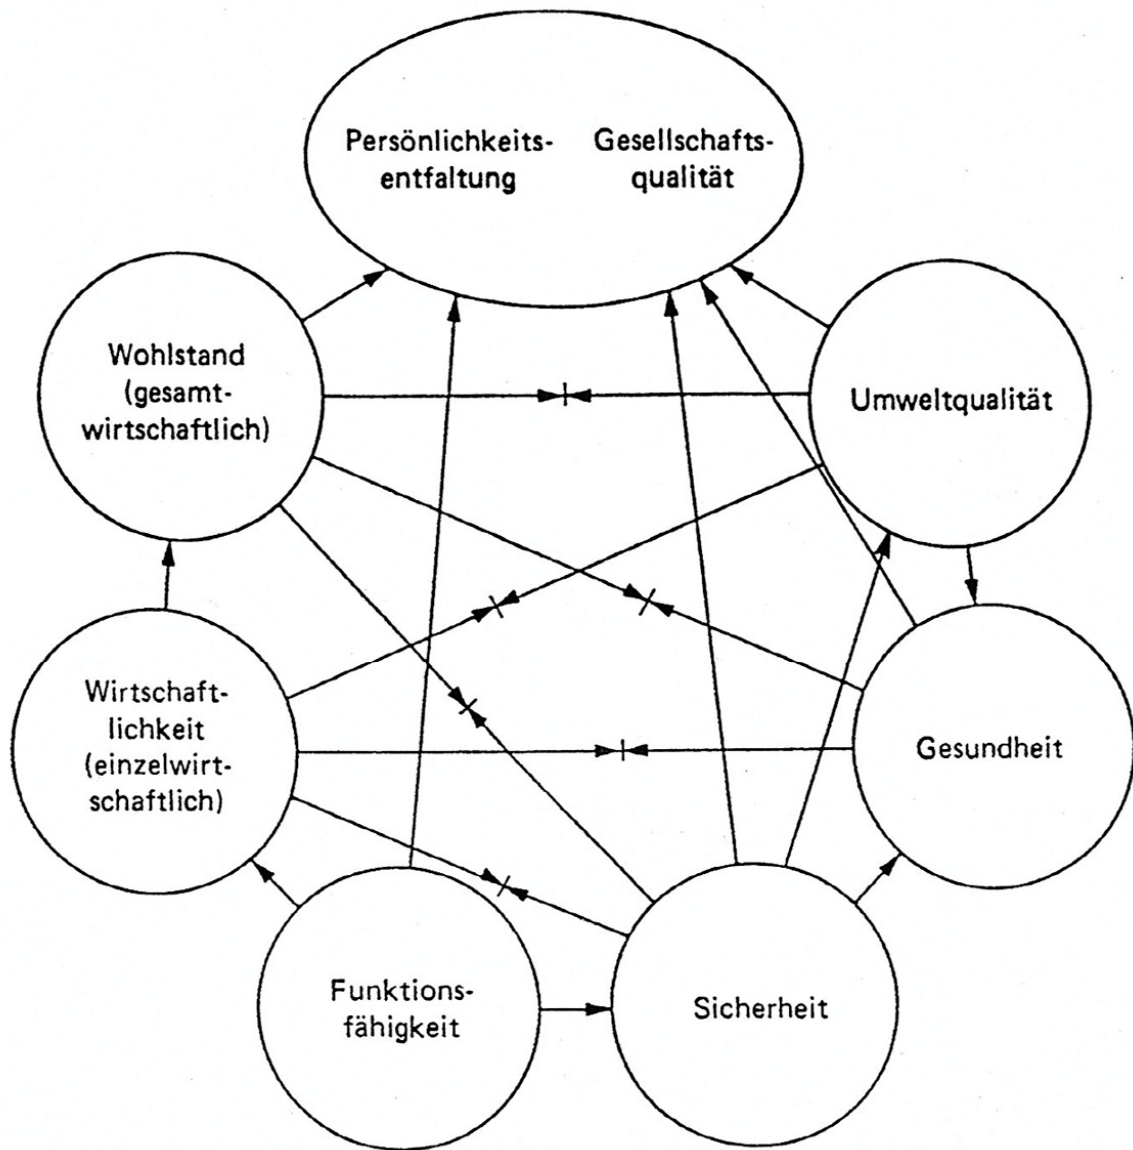 Persönlichkeits-
entfaltung
Gesellschafts-
qualität
Wohlstand
(gesamt-
wirtschaftlich)
Umweltqualität
Wirtschaft-
lichkeit
(einzelwirt-
schaftlich)
Gesundheit
Funktions-
fähigkeit
Sicherheit